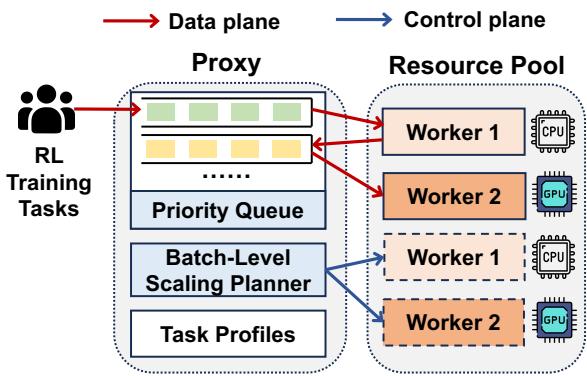 Data plane
Control plane
Proxy
Resource Pool
RL
Training
Tasks
......
Priority Queue
Batch-Level
Scaling Planner
Task Profiles
Worker 1
CPU
Worker 2
GPU
Worker 1
CPU
Worker 2
GPU